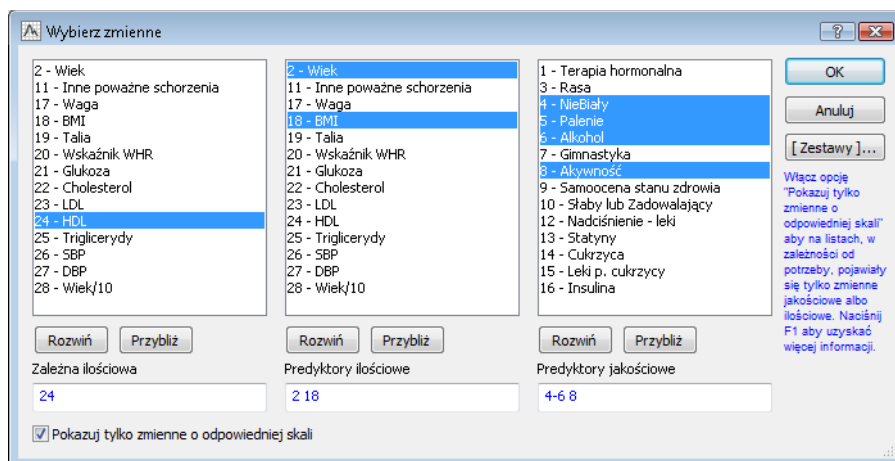 Wybierz zmienne
2 - Wiek
11 - Inne poważne schorzenia
17 - Waga
18 - BMI
19 - Talia
20 - Wskaźnik WHR
21 - Glukoza
22 - Cholesterol
23 - LDL
24 - HDL
25 - Triglicerydy
26 - SBP
27 - DBP
28 - Wiek/10
Rozwiń Przybliż
Zależna ilościowa
24
2 - Wiek
11 - Inne poważne schorzenia
17 - Waga
18 - BMI
19 - Talia
20 - Wskaźnik WHR
21 - Glukoza
22 - Cholesterol
23 - LDL
24 - HDL
25 - Triglicerydy
26 - SBP
27 - DBP
28 - Wiek/10
Rozwiń Przybliż
Predyktory ilościowe
2 18
1 - Terapia hormonalna
3 - Rasa
4 - NieBiały
5 - Palenie
6 - Alkohol
7 - Gimnastyka
8 - Akywność
9 - Samoocena stanu zdrowia
10 - Słaby lub Zadowalający
12 - Nadciśnienie - leki
13 - Statyny
14 - Cukrzyca
15 - Leki p. cukrzycy
16 - Insulina
Rozwiń Przybliż
Predyktory jakościowe
4-6 8
OK
Anuluj
[ Zestawy ]...
Włącz opcję
"Pokazuj tylko
zmienne o
odpowiedniej skali"
aby na listach, w
zależności od
potrzeby, pojawiały
się tylko zmienne
jakościowe albo
ilościowe. Naciśnij
F1 aby uzyskać
więcej informacji.
Pokazuj tylko zmienne o odpowiedniej skali